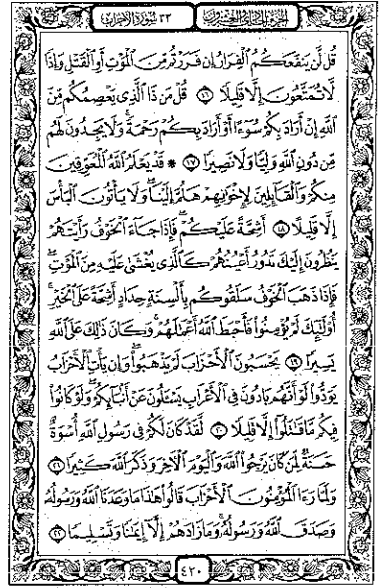 الجزء الحادي والعشرون
٣٣ سورة الأحزاب
قُل لَّن يَنفَعَكُمُ ٱلْفِرَارُ إِن فَرَرْتُم مِّنَ ٱلْمَوْتِ أَوِ ٱلْقَتْلِ وَإِذًا
لَّا تُمَتَّعُونَ إِلَّا قَلِيلًا ١٦ قُلْ مَن ذَا ٱلَّذِى يَعْصِمُكُم مِّنَ
ٱللَّهِ إِنْ أَرَادَ بِكُمْ سُوٓءًا أَوْ أَرَادَ بِكُمْ رَحْمَةً ۚ وَلَا يَجِدُونَ لَهُم
مِّن دُونِ ٱللَّهِ وَلِيًّا وَلَا نَصِيرًا ١٧ * قَدْ يَعْلَمُ ٱللَّهُ ٱلْمُعَوِّقِينَ
مِنكُمْ وَٱلْقَآئِلِينَ لِإِخْوَٰنِهِمْ هَلُمَّ إِلَيْنَا ۖ وَلَا يَأْتُونَ ٱلْبَأْسَ
إِلَّا قَلِيلًا ١٨ أَشِحَّةً عَلَيْكُمْ ۖ فَإِذَا جَآءَ ٱلْخَوْفُ رَأَيْتَهُمْ
يَنظُرُونَ إِلَيْكَ تَدُورُ أَعْيُنُهُمْ كَٱلَّذِى يُغْشَىٰ عَلَيْهِ مِنَ ٱلْمَوْتِ ۖ
فَإِذَا ذَهَبَ ٱلْخَوْفُ سَلَقُوكُم بِأَلْسِنَةٍ حِدَادٍ أَشِحَّةً عَلَى ٱلْخَيْرِ ۚ
أُو۟لَٰٓئِكَ لَمْ يُؤْمِنُوا۟ فَأَحْبَطَ ٱللَّهُ أَعْمَٰلَهُمْ ۚ وَكَانَ ذَٰلِكَ عَلَى ٱللَّهِ
يَسِيرًا ١٩ يَحْسَبُونَ ٱلْأَحْزَابَ لَمْ يَذْهَبُوا۟ ۖ وَإِن يَأْتِ ٱلْأَحْزَابُ
يَوَدُّوا۟ لَوْ أَنَّهُم بَادُونَ فِى ٱلْأَعْرَابِ يَسْـَٔلُونَ عَنْ أَنۢبَآئِكُمْ ۖ وَلَوْ كَانُوا۟
فِيكُم مَّا قَٰتَلُوٓا۟ إِلَّا قَلِيلًا ٢٠ لَّقَدْ كَانَ لَكُمْ فِى رَسُولِ ٱللَّهِ أُسْوَةٌ
حَسَنَةٌ لِّمَن كَانَ يَرْجُوا۟ ٱللَّهَ وَٱلْيَوْمَ ٱلْءَاخِرَ وَذَكَرَ ٱللَّهَ كَثِيرًا ٢١
وَلَمَّا رَءَا ٱلْمُؤْمِنُونَ ٱلْأَحْزَابَ قَالُوا۟ هَٰذَا مَا وَعَدَنَا ٱللَّهُ وَرَسُولُهُۥ
وَصَدَقَ ٱللَّهُ وَرَسُولُهُۥ ۚ وَمَا زَادَهُمْ إِلَّآ إِيمَٰنًا وَتَسْلِيمًا ٢٢
٤٢٠